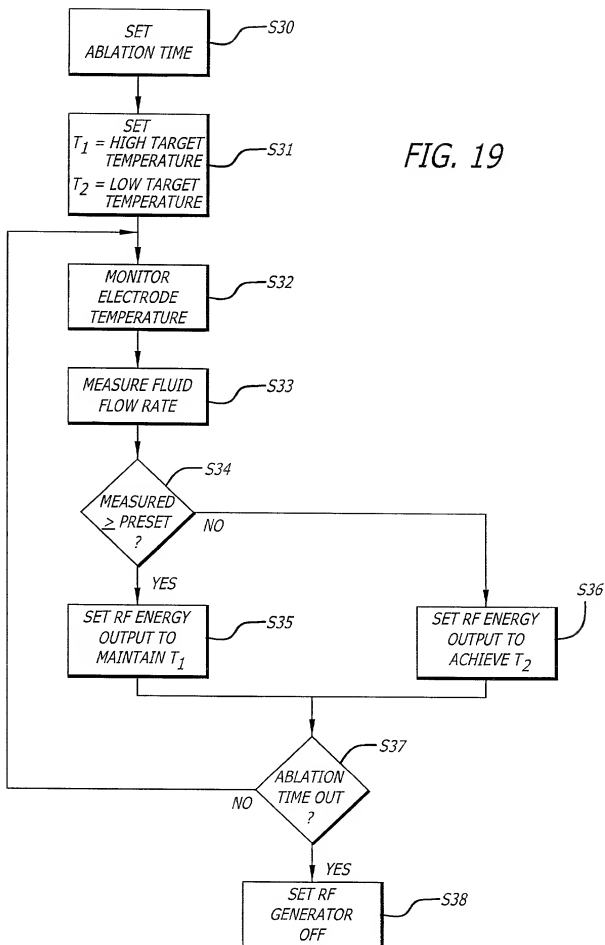 SET
ABLATION TIME
S30
SET
T1 = HIGH TARGET
TEMPERATURE
T2 = LOW TARGET
TEMPERATURE
S31
FIG. 19
MONITOR
ELECTRODE
TEMPERATURE
S32
MEASURE FLUID
FLOW RATE
S33
S34
MEASURED
≥ PRESET
?
NO
YES
SET RF ENERGY
OUTPUT TO
MAINTAIN T1
S35
SET RF ENERGY
OUTPUT TO
ACHIEVE T2
S36
S37
ABLATION
TIME OUT
?
NO
YES
SET RF
GENERATOR
OFF
S38